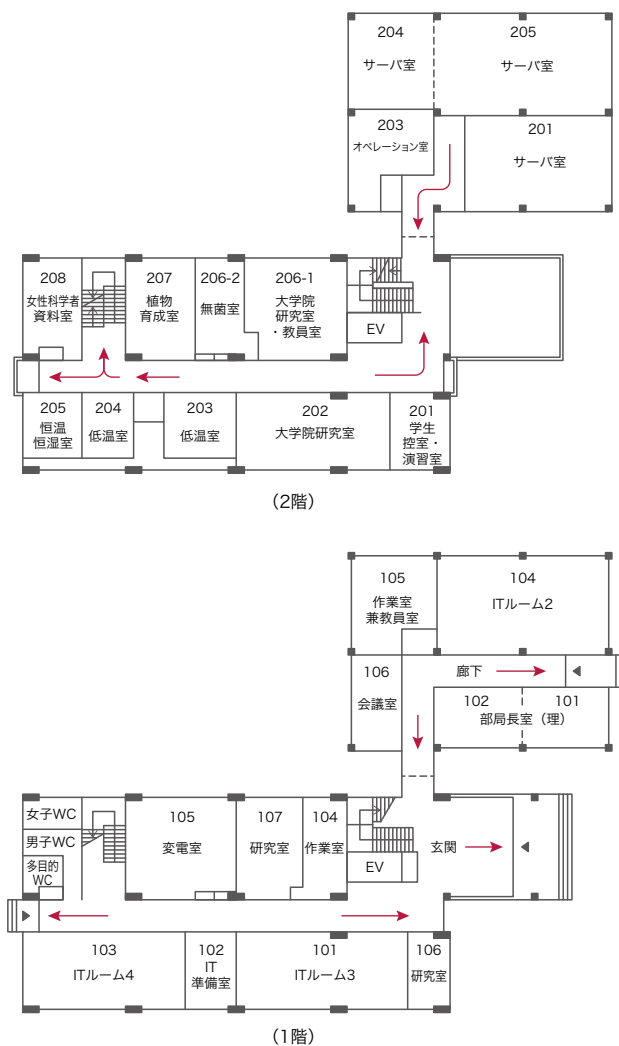 204
サーバ室
205
サーバ室
203
オペレーション室
201
サーバ室
208
女性科学者
資料室
207
植物
育成室
206-2
無菌室
206-1
大学院
研究室
・教員室
EV
205
恒温
恒湿室
204
低温室
203
低温室
202
大学院研究室
201
学生
控室・
演習室
(2階)
105
作業室
兼教員室
104
ITルーム2
106
会議室
廊下
102
101
部局長室(理)
女子WC
男子WC
多目的
WC
105
変電室
107
研究室
104
作業室
EV
玄関
103
ITルーム4
102
IT
準備室
101
ITルーム3
106
研究室
(1階)